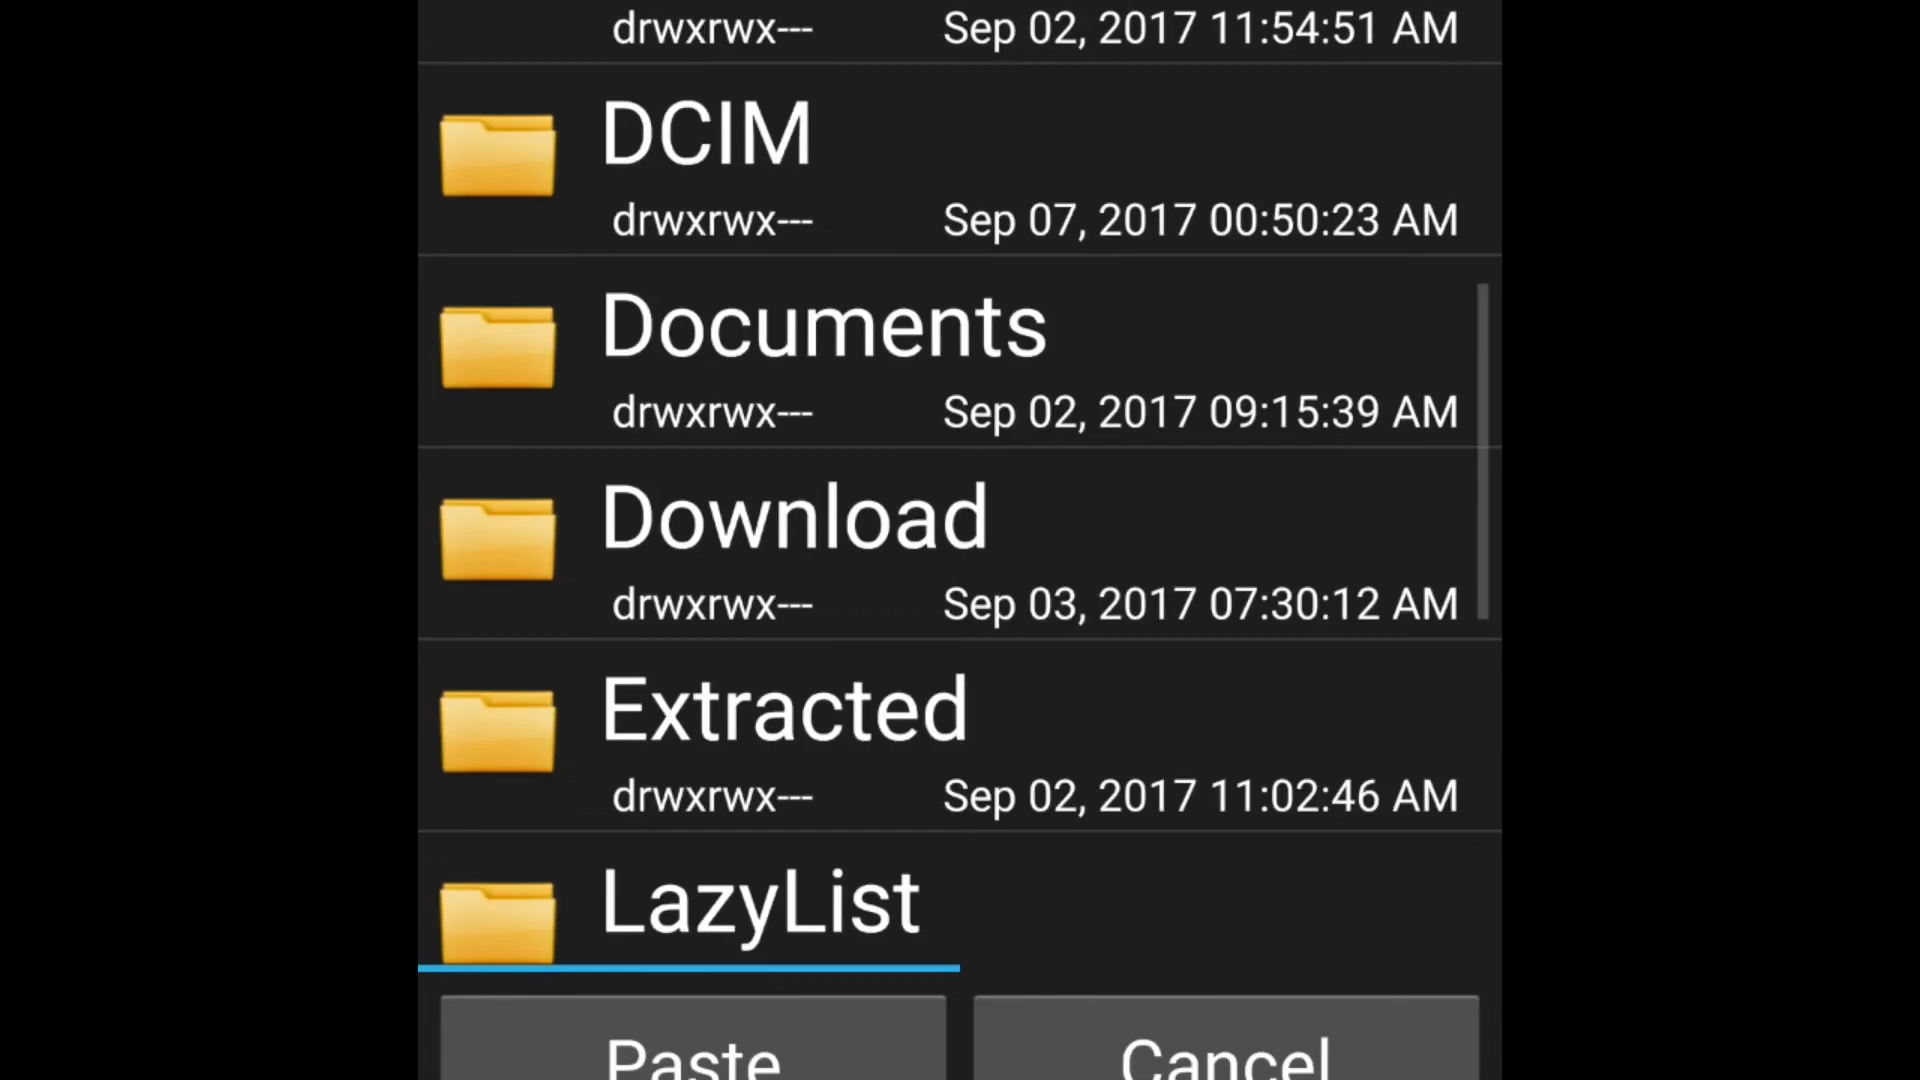 drwxrwx--- Sep 02, 2017 11:54:51 AM
DCIM
drwxrwx--- Sep 07, 2017 00:50:23 AM
Documents
drwxrwx--- Sep 02, 2017 09:15:39 AM
Download
drwxrwx--- Sep 03, 2017 07:30:12 AM
Extracted
drwxrwx--- Sep 02, 2017 11:02:46 AM
LazyList
Paste Cancel